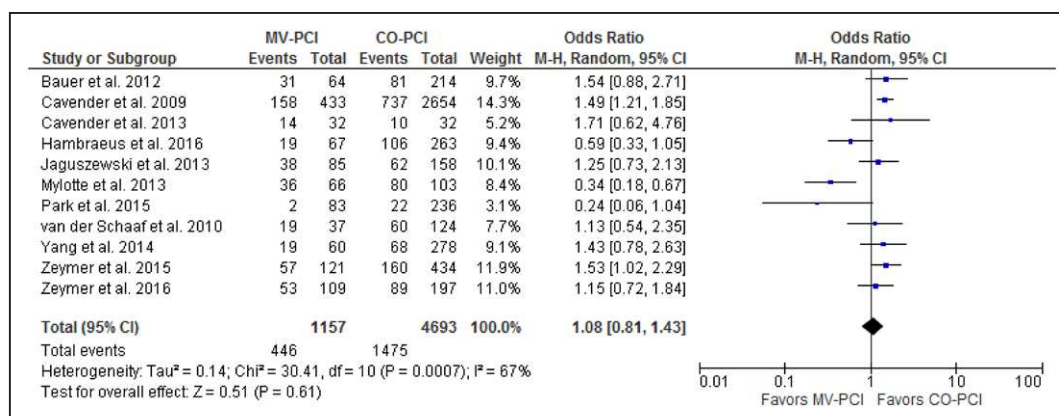 MV-PCI CO-PCI Odds Ratio Odds Ratio
Study or Subgroup Events Total Events Total Weight M-H, Random, 95% CI M-H, Random, 95% CI
Bauer et al. 2012 31 64 81 214 9.7% 1.54 [0.88, 2.71]
Cavender et al. 2009 158 433 737 2654 14.3% 1.49 [1.21, 1.85]
Cavender et al. 2013 14 32 10 32 5.2% 1.71 [0.62, 4.76]
Hambraeus et al. 2016 19 67 106 263 9.4% 0.59 [0.33, 1.05]
Jaguszewski et al. 2013 38 85 62 158 10.1% 1.25 [0.73, 2.13]
Mylotte et al. 2013 36 66 80 103 8.4% 0.34 [0.18, 0.67]
Park et al. 2015 2 83 22 236 3.1% 0.24 [0.06, 1.04]
van der Schaaf et al. 2010 19 37 60 124 7.7% 1.13 [0.54, 2.35]
Yang et al. 2014 19 60 68 278 9.1% 1.43 [0.78, 2.63]
Zeymer et al. 2015 57 121 160 434 11.9% 1.53 [1.02, 2.29]
Zeymer et al. 2016 53 109 89 197 11.0% 1.15 [0.72, 1.84]
Total (95% CI) 1157 4693 100.0% 1.08 [0.81, 1.43]
Total events 446 1475
Heterogeneity: Tau² = 0.14; Chi² = 30.41, df = 10 (P = 0.0007); I² = 67%
Test for overall effect: Z = 0.51 (P = 0.61)
0.01 0.1 1 10 100
Favors MV-PCI Favors CO-PCI